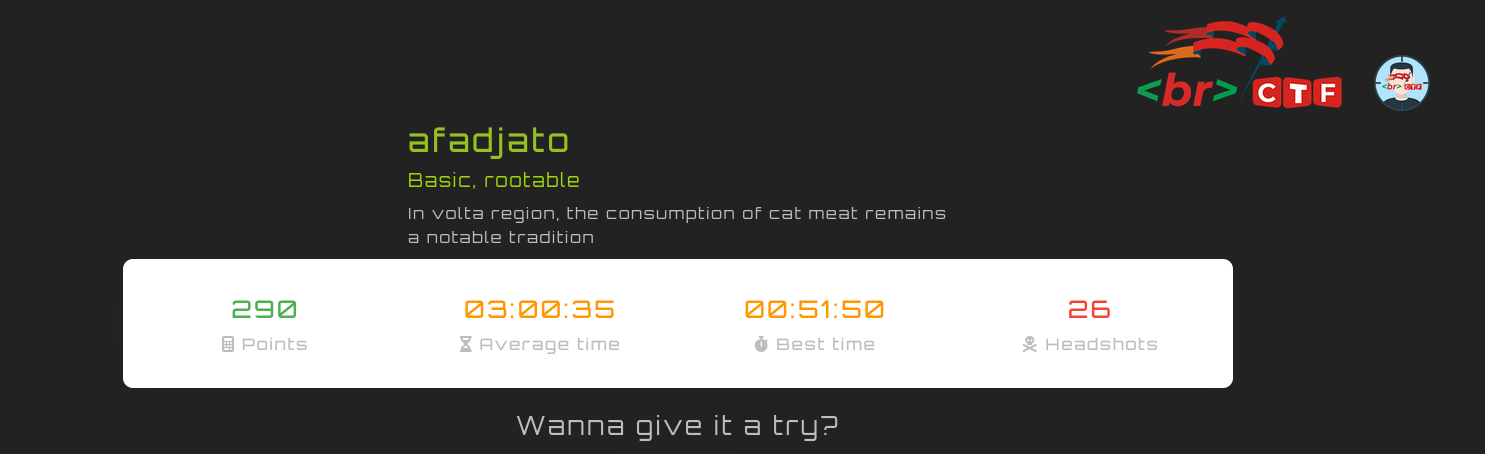 <br> CTF
<br> CTF
afadjato
Basic, rootable
In volta region, the consumption of cat meat remains
a notable tradition
290 03:00:35 00:51:50 26
Points Average time Best time Headshots
Wanna give it a try?